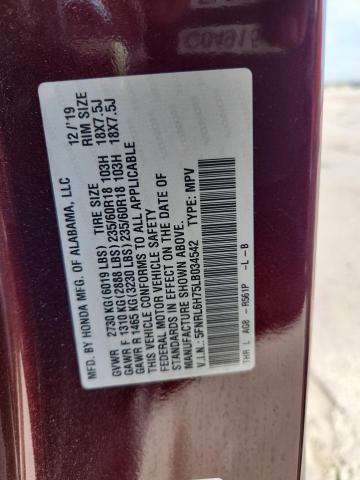 MFD. BY HONDA MFG. OF ALABAMA, LLC 12/'19
TIRE SIZE RIM SIZE
GVWR 2730 KG(6019 LBS)
GAWR F 1310 KG(2888 LBS) 235/60R18 103H 18X7.5J
GAWR R 1465 KG(3230 LBS) 235/60R18 103H 18X7.5J
THIS VEHICLE CONFORMS TO ALL APPLICABLE
FEDERAL MOTOR VEHICLE SAFETY
STANDARDS IN EFFECT ON THE DATE OF
MANUFACTURE SHOWN ABOVE.
V.I.N.: 5FNRL6H75LB034542 TYPE: MPV
THR L AG8 - R561P -L-B